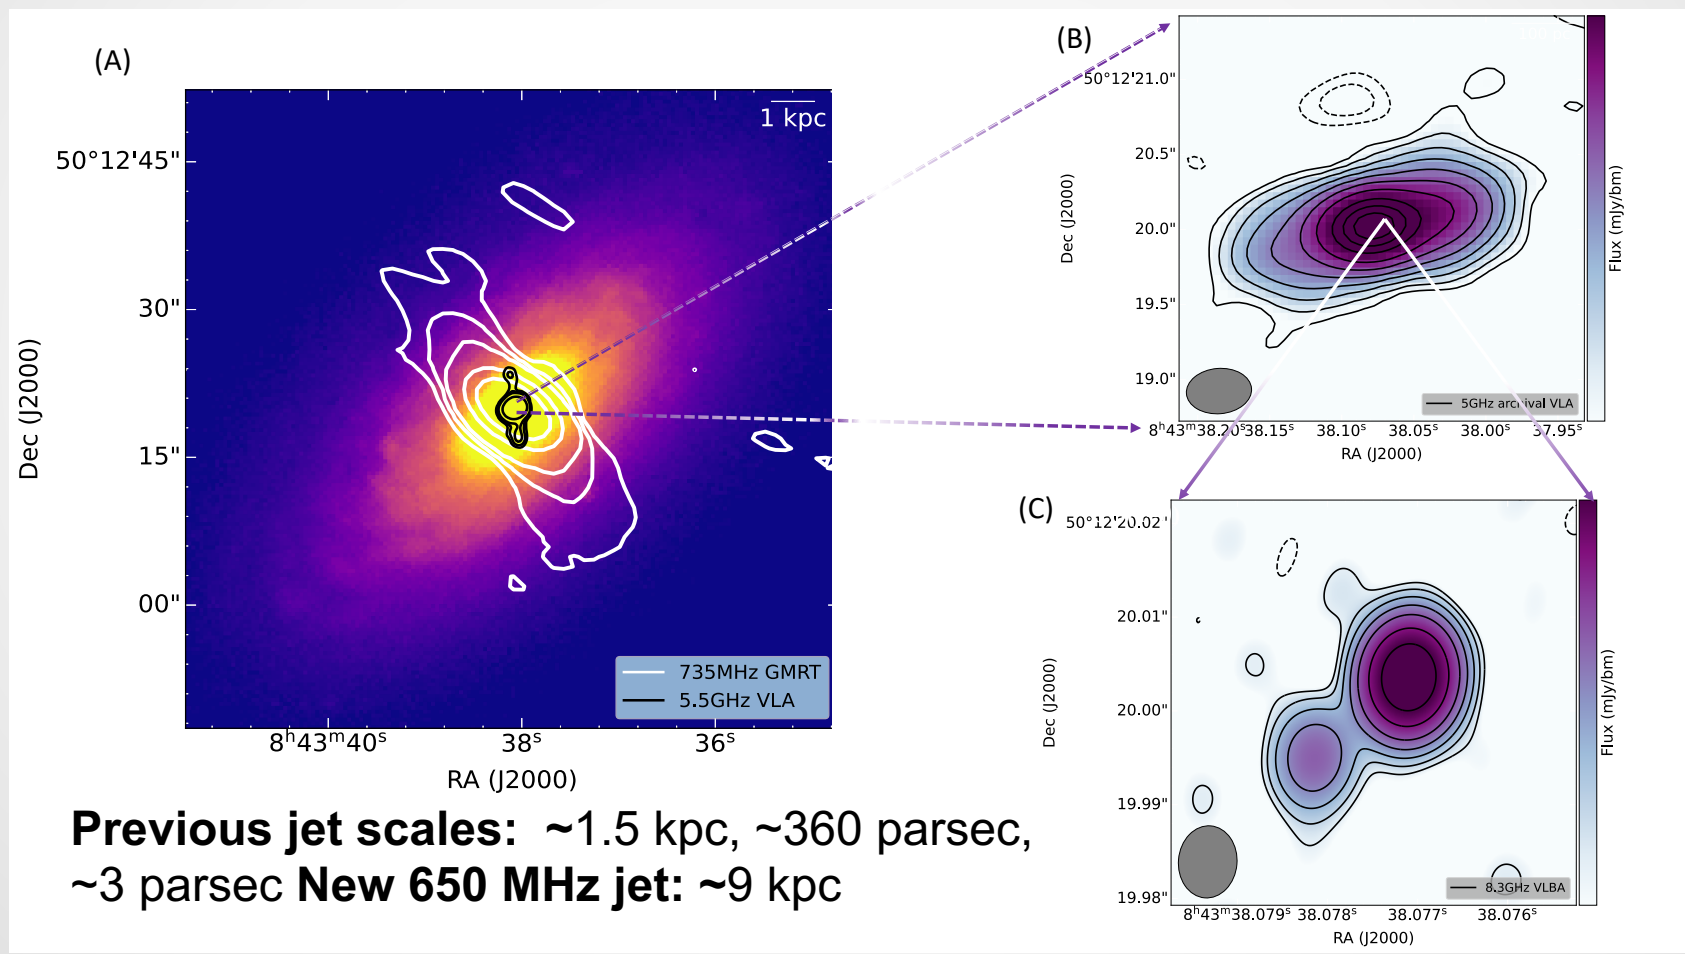 (A)
1 kpc
50°12'45"
30"
15"
00"
Dec (J2000)
735MHz GMRT
5.5GHz VLA
8ʰ43ᵐ40ˢ
38ˢ
36ˢ
RA (J2000)
(B)
50°12'21.0"
20.5"
20.0"
19.5"
19.0"
Dec (J2000)
5GHz archival VLA
8ʰ43ᵐ38.20ˢ
38.15ˢ
38.10ˢ
38.05ˢ
38.00ˢ
37.95ˢ
RA (J2000)
Flux (mJy/bm)
(C)
50°12'20.02"
20.01"
20.00"
19.99"
19.98"
Dec (J2000)
8.3GHz VLBA
8ʰ43ᵐ38.079ˢ
38.078ˢ
38.077ˢ
38.076ˢ
RA (J2000)
Flux (mJy/bm)
Previous jet scales: ~1.5 kpc, ~360 parsec,
~3 parsec New 650 MHz jet: ~9 kpc